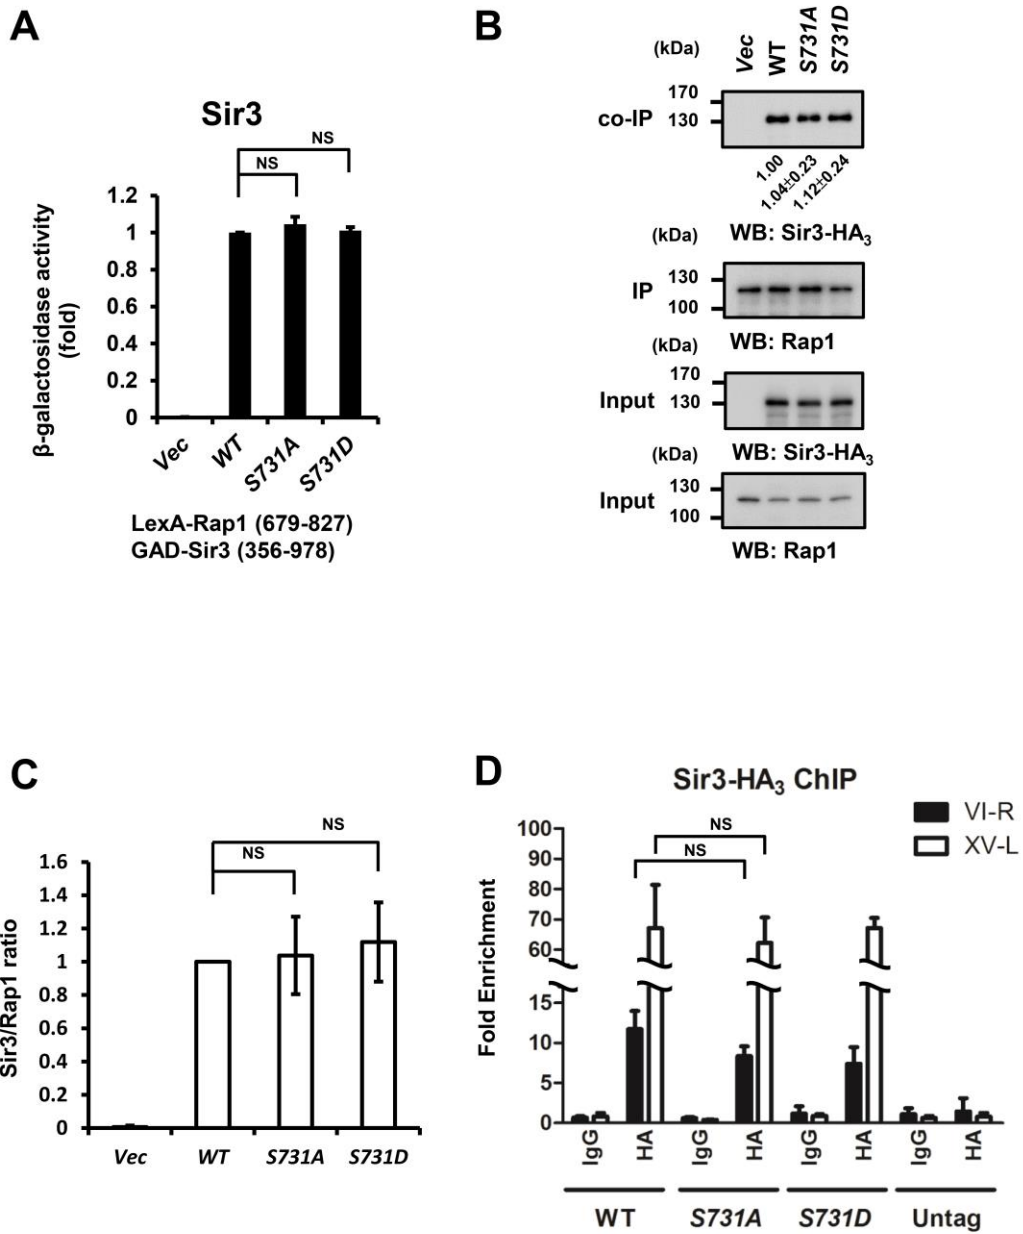 A
Sir3
NS
NS
β-galactosidase activity
(fold)
1.2
1
0.8
0.6
0.4
0.2
0
Vec
WT
S731A
S731D
LexA-Rap1 (679-827)
GAD-Sir3 (356-978)
B
(kDa)
Vec
WT
S731A
S731D
170
co-IP
130
1.00
1.04±0.23
1.12±0.24
(kDa)
WB: Sir3-HA3
130
IP
100
WB: Rap1
(kDa)
170
Input
130
WB: Sir3-HA3
(kDa)
130
Input
100
WB: Rap1
C
NS
NS
Sir3/Rap1 ratio
1.6
1.4
1.2
1
0.8
0.6
0.4
0.2
0
Vec
WT
S731A
S731D
D
Sir3-HA3 ChIP
VI-R
XV-L
NS
NS
Fold Enrichment
100
90
80
70
60
15
10
5
0
IgG
HA
IgG
HA
IgG
HA
IgG
HA
WT
S731A
S731D
Untag